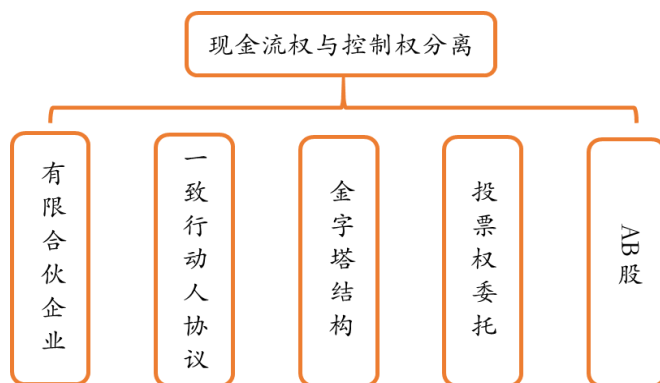 现金流权与控制权分离
有限合伙企业
一致行动人协议
金字塔结构
投票权委托
AB股